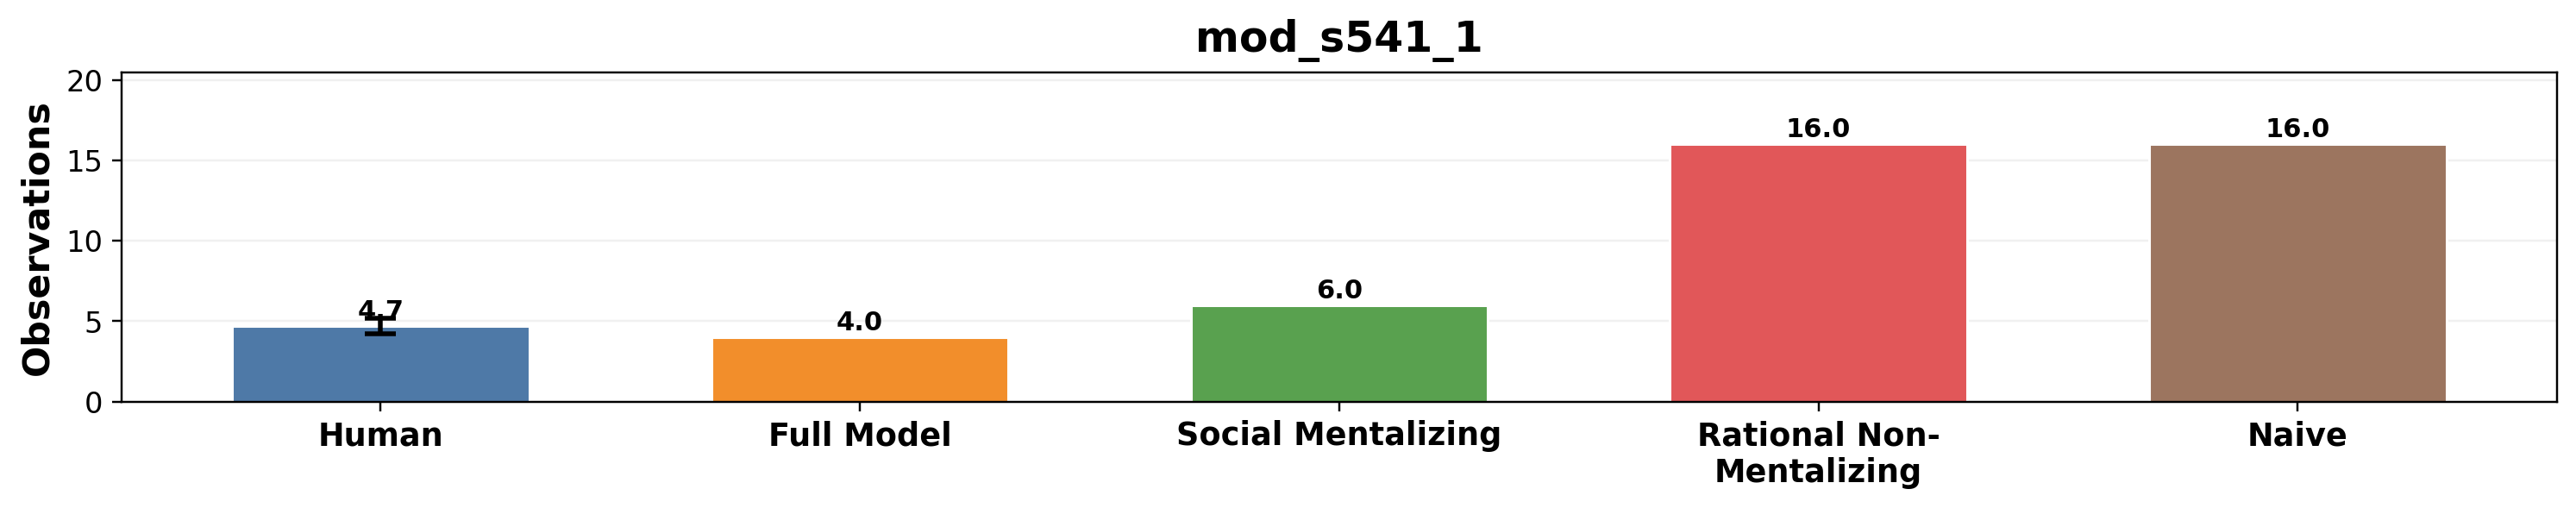 mod_s541_1
Observations
20
15
10
5
0
4.7
4.0
6.0
16.0
16.0
Human
Full Model
Social Mentalizing
Rational Non-
Mentalizing
Naive